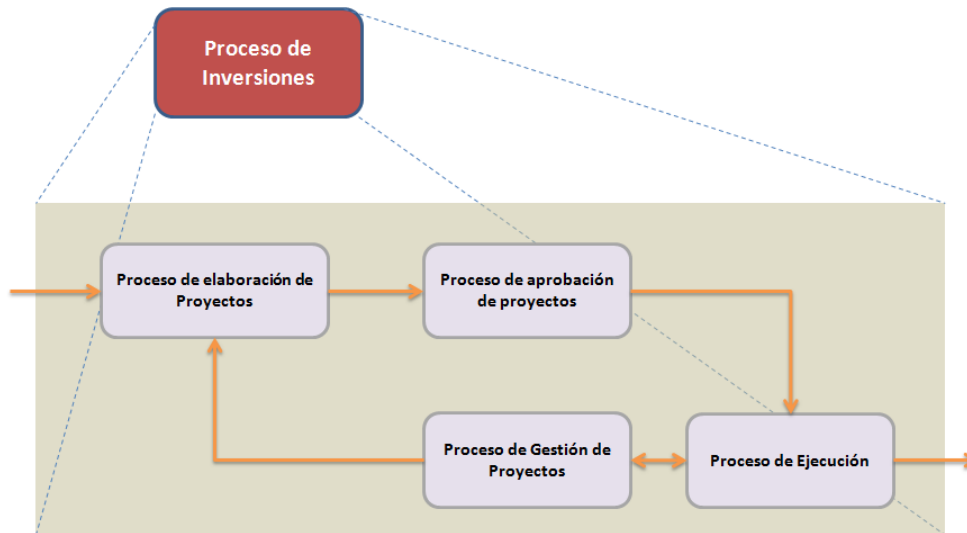 Proceso de
Inversiones
Proceso de elaboración de
Proyectos
Proceso de aprobación
de proyectos
Proceso de Gestión de
Proyectos
Proceso de Ejecución